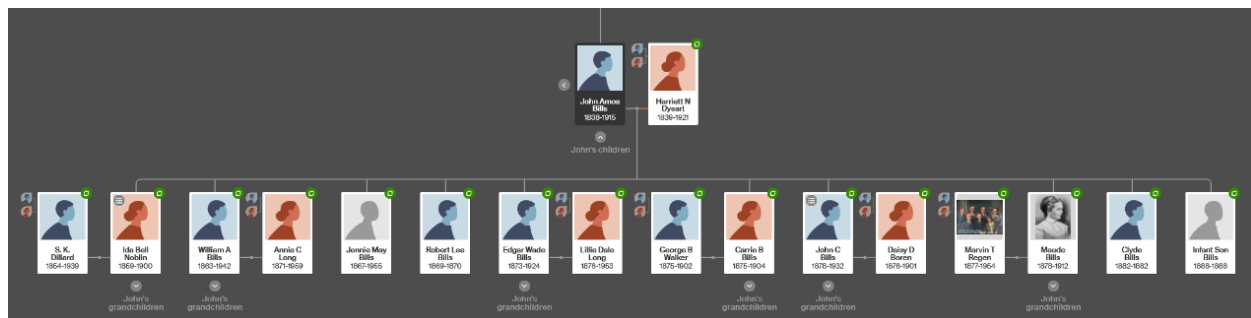 John Amos
Bills
1838-1915
Harriett N
Dysart
1839-1921
John's children
S. K.
Dillard
1854-1939
Ida Bell
Noblin
1859-1900
William A
Bills
1863-1942
Annie C
Long
1871-1959
Jennie May
Bills
1867-1955
Robert Lee
Bills
1869-1870
Edgar Wade
Bills
1873-1924
Lillie Dale
Long
1876-1953
George B
Walker
1875-1902
Carrie B
Bills
1875-1904
John C
Bills
1878-1932
Daisy D
Boren
1878-1901
Marvin T
Regen
1877-1954
Maude
Bills
1878-1912
Clyde
Bills
1882-1882
Infant Son
Bills
1888-1888
John's
grandchildren
John's
grandchildren
John's
grandchildren
John's
grandchildren
John's
grandchildren
John's
grandchildren